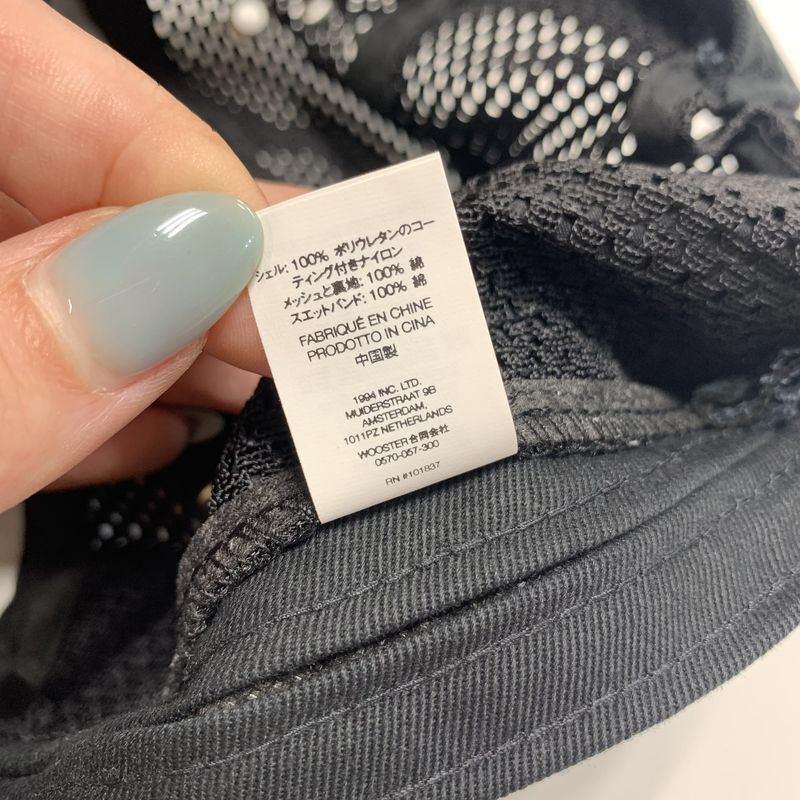 シェル: 100% ポリウレタンのコー
ティング付きナイロン
メッシュと裏地: 100% 綿
スエットバンド: 100% 綿
FABRIQUÉ EN CHINE
PRODOTTO IN CINA
中国製
1994 INC. LTD.
MUIDERSTRAAT 9B
AMSTERDAM,
1011PZ NETHERLANDS
WOOSTER合同会社
0570-057-300
RN #101837